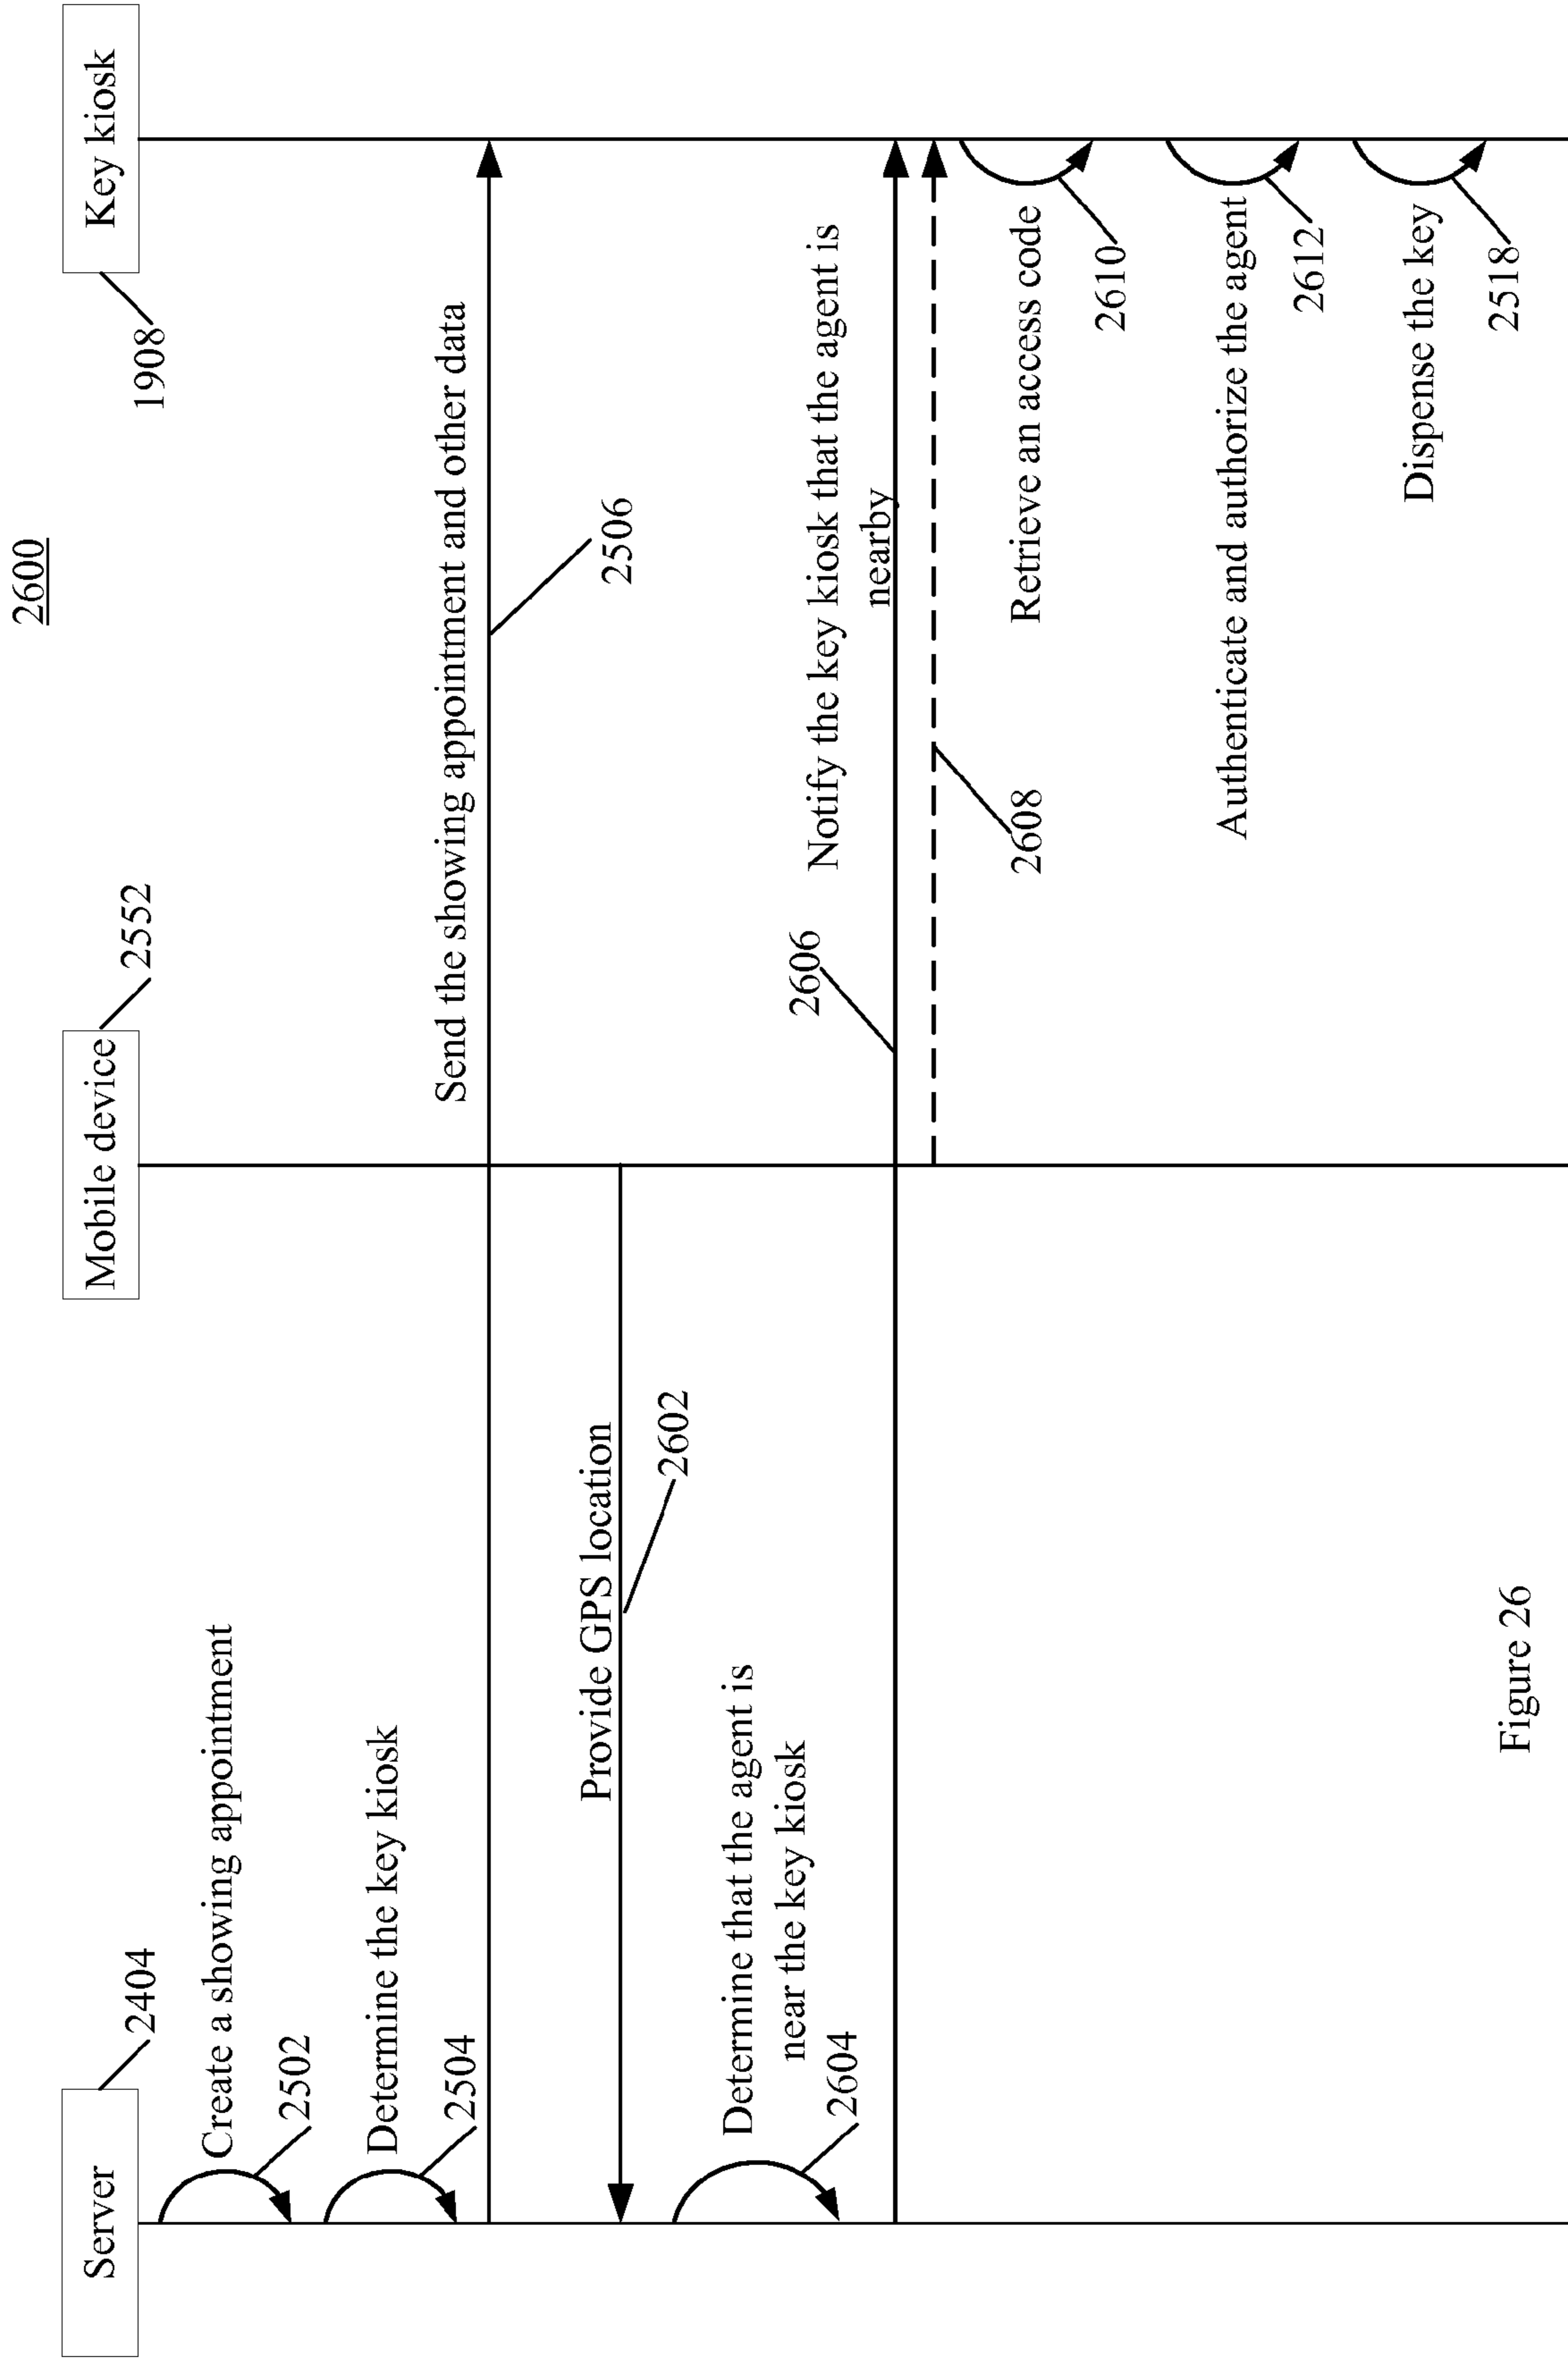 2600
Server
Mobile device
Key kiosk
2404
2552
1908
Create a showing appointment
2502
Determine the key kiosk
2504
Send the showing appointment and other data
2506
Provide GPS location
2602
Determine that the agent is
near the key kiosk
2604
Notify the key kiosk that the agent is
nearby
2606
2608
Retrieve an access code
2610
Authenticate and authorize the agent
2612
Dispense the key
2518
Figure 26